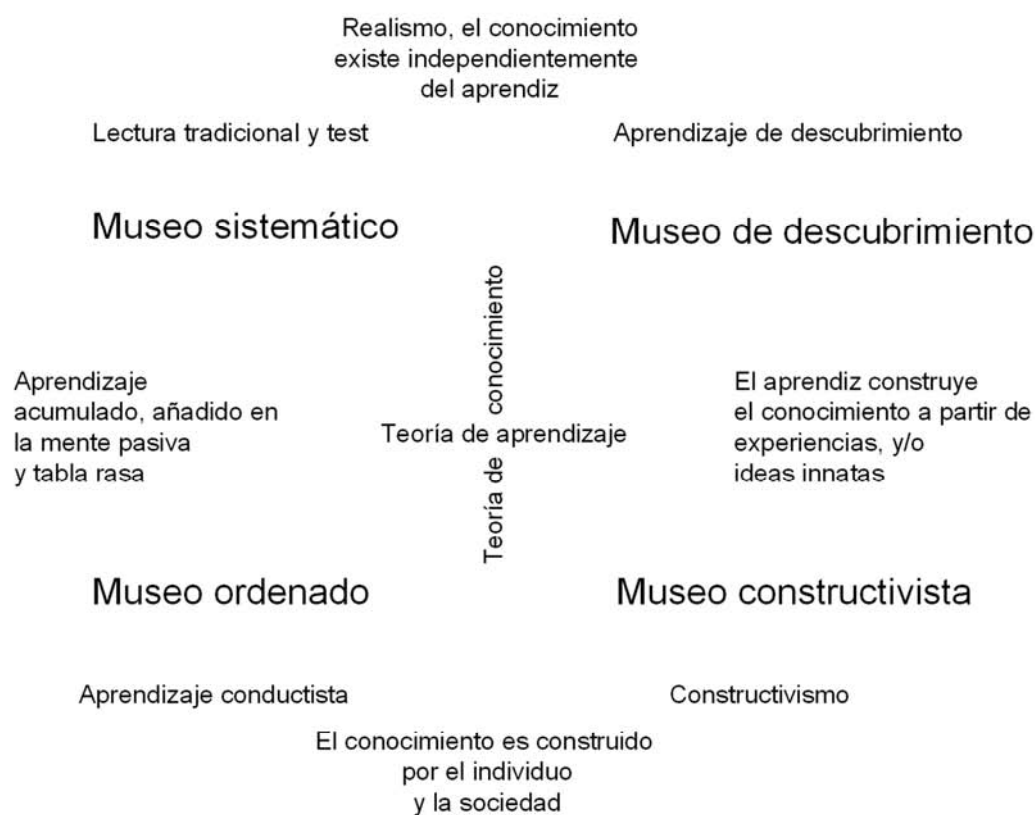 Realismo, el conocimiento
existe independientemente
del aprendiz
Lectura tradicional y test
Aprendizaje de descubrimiento
Museo sistemático
Museo de descubrimiento
Teoría de conocimiento
Aprendizaje
acumulado, añadido en
la mente pasiva
y tabla rasa
Teoría de aprendizaje
El aprendiz construye
el conocimiento a partir de
experiencias, y/o
ideas innatas
Museo ordenado
Museo constructivista
Aprendizaje conductista
Constructivismo
El conocimiento es construido
por el individuo
y la sociedad